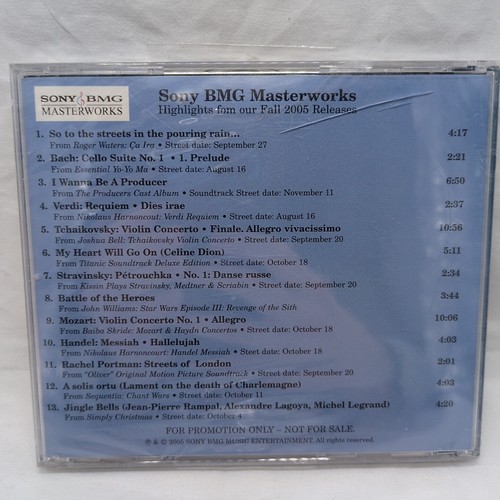 SONY BMG
MASTERWORKS
Sony BMG Masterworks
Highlights fom our Fall 2005 Releases
1. So to the streets in the pouring rain... 4:17
From Roger Waters: Ça Ira • Street date: September 27
2. Bach: Cello Suite No. 1 • 1. Prelude 2:21
From Essential Yo-Yo Ma • Street date: August 16
3. I Wanna Be A Producer 6:50
From The Producers Cast Album • Soundtrack Street date: November 11
4. Verdi: Requiem • Dies irae 2:37
From Nikolaus Harnoncourt: Verdi Requiem • Street date: August 16
5. Tchaikovsky: Violin Concerto • Finale. Allegro vivacissimo 10:56
From Joshua Bell: Tchaikovsky Violin Concerto • Street date: September 20
6. My Heart Will Go On (Celine Dion) 5:11
From Titanic Soundtrack Deluxe Edition • Street date: October 18
7. Stravinsky: Pétrouchka • No. 1: Danse russe 2:34
From Kissin Plays Stravinsky, Medtner & Scriabin • Street date: September 20
8. Battle of the Heroes 3:44
From John Williams: Star Wars Episode III: Revenge of the Sith
9. Mozart: Violin Concerto No. 1 • Allegro 10:06
From Baiba Skride: Mozart & Haydn Concertos • Street date: October 18
10. Handel: Messiah • Hallelujah 4:03
From Nikolaus Harnoncourt: Handel Messiah • Street date: October 18
11. Rachel Portman: Streets of London 2:01
From "Oliver" Original Motion Picture Soundtrack • Street date: September 20
12. A solis ortu (Lament on the death of Charlemagne) 4:03
From Sequentia: Chant Wars • Street date: October 11
13. Jingle Bells (Jean-Pierre Rampal, Alexandre Lagoya, Michel Legrand) 4:20
From Simply Christmas • Street date: October 4
FOR PROMOTION ONLY – NOT FOR SALE.
℗ & © 2005 SONY BMG MUSIC ENTERTAINMENT. All rights reserved.